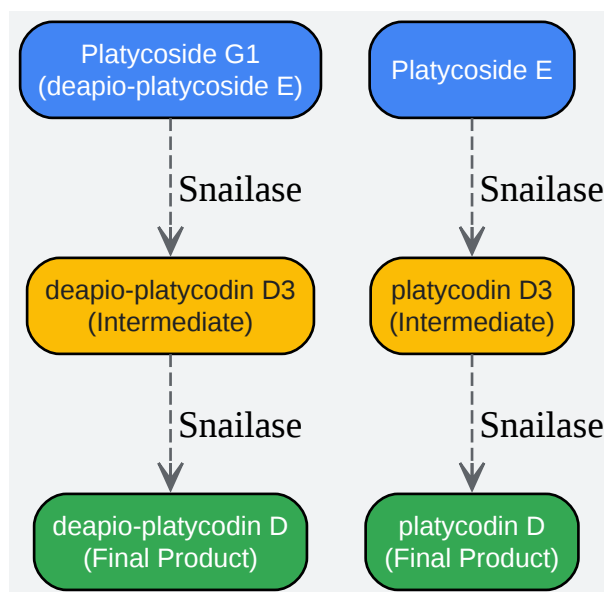 Platycoside G1
(deapio-platycoside E)
Platycoside E
Snailase
Snailase
deapio-platycodin D3
(Intermediate)
platycodin D3
(Intermediate)
Snailase
Snailase
deapio-platycodin D
(Final Product)
platycodin D
(Final Product)